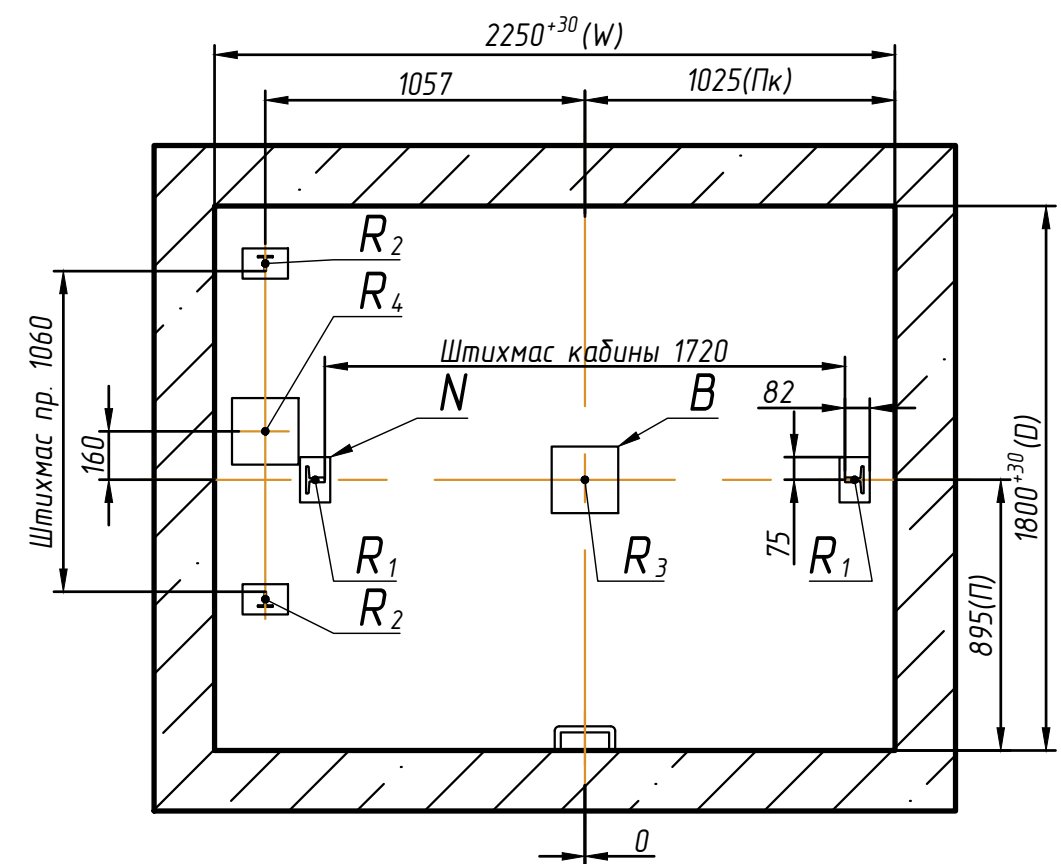 2250+30(W)
1057
1025(Пк)
R2
R4
Штихмас кабины 1720
N
B
82
Штихмас пр. 1060
160
75
1800+30(D)
895(П)
R1
R3
R1
R2
0